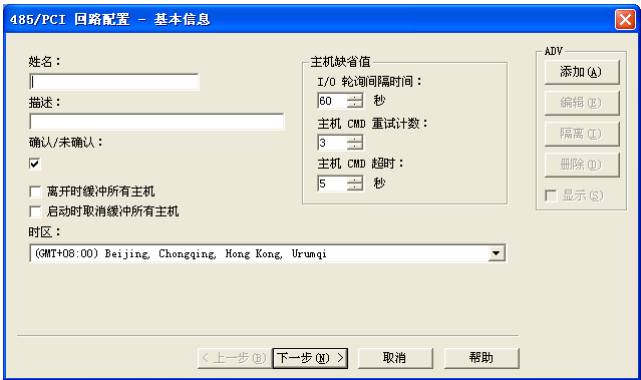 485/PCI 回路配置 - 基本信息
姓名：
描述：
确认/未确认：
离开时缓冲所有主机
启动时取消缓冲所有主机
时区：
(GMT+08:00) Beijing, Chongqing, Hong Kong, Urumqi
主机缺省值
I/O 轮询间隔时间：
60 秒
主机 CMD 重试计数：
3
主机 CMD 超时：
5 秒
ADV
添加(A)
编辑(E)
隔离(I)
删除(D)
显示(S)
< 上一步(B)
下一步(N) >
取消
帮助